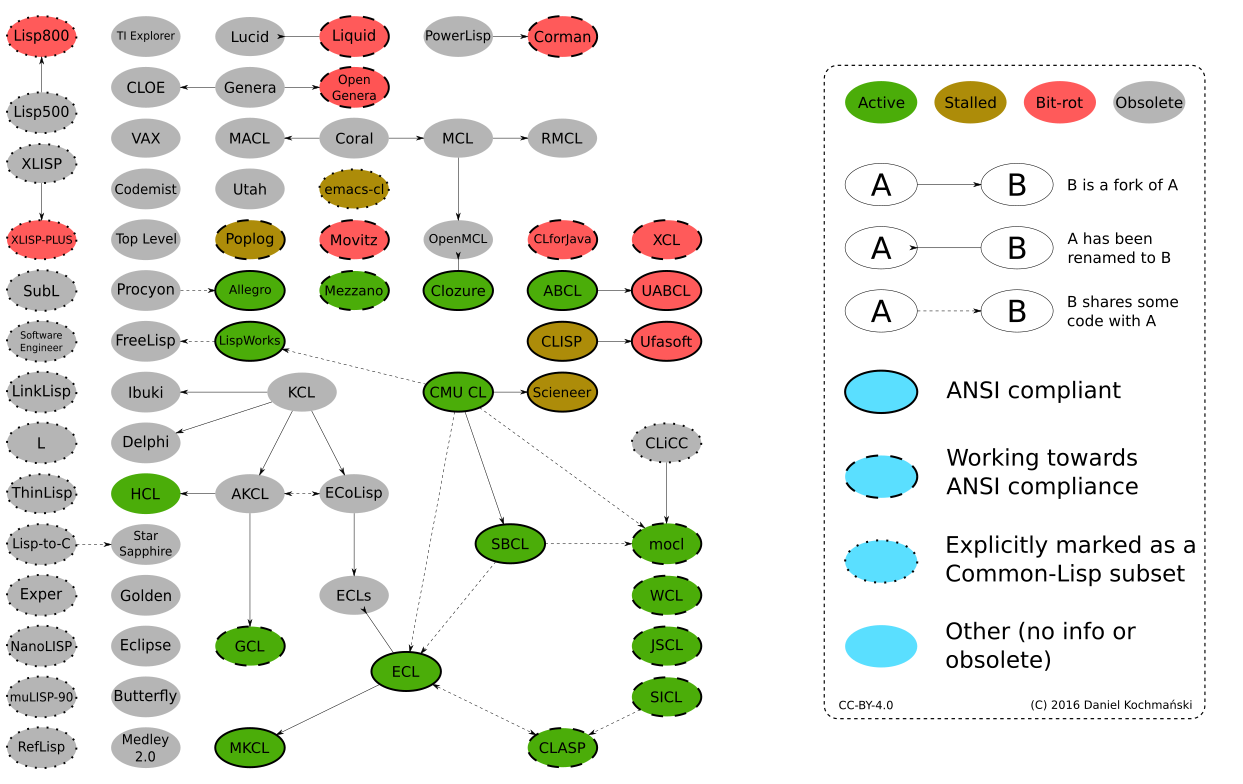 Lisp800
TI Explorer
Lucid
Liquid
PowerLisp
Corman
CLOE
Genera
Open
Genera
Lisp500
VAX
MACL
Coral
MCL
RMCL
XLISP
Codemist
Utah
emacs-cl
XLISP-PLUS
Top Level
Poplog
Movitz
OpenMCL
CLforJava
XCL
SubL
Procyon
Allegro
Mezzano
Clozure
ABCL
UABCL
Software
Engineer
FreeLisp
LispWorks
CLISP
Ufasoft
LinkLisp
Ibuki
KCL
CMU CL
Scieneer
L
Delphi
CLiCC
ThinLisp
HCL
AKCL
ECoLisp
Lisp-to-C
Star
Sapphire
SBCL
mocl
Exper
Golden
ECLs
WCL
NanoLISP
Eclipse
GCL
ECL
JSCL
muLISP-90
Butterfly
SICL
RefLisp
Medley
2.0
MKCL
CLASP
Active
Stalled
Bit-rot
Obsolete
A
B
B is a fork of A
A
B
A has been
renamed to B
A
B
B shares some
code with A
ANSI compliant
Working towards
ANSI compliance
Explicitly marked as a
Common-Lisp subset
Other (no info or
obsolete)
CC-BY-4.0
(C) 2016 Daniel Kochmański